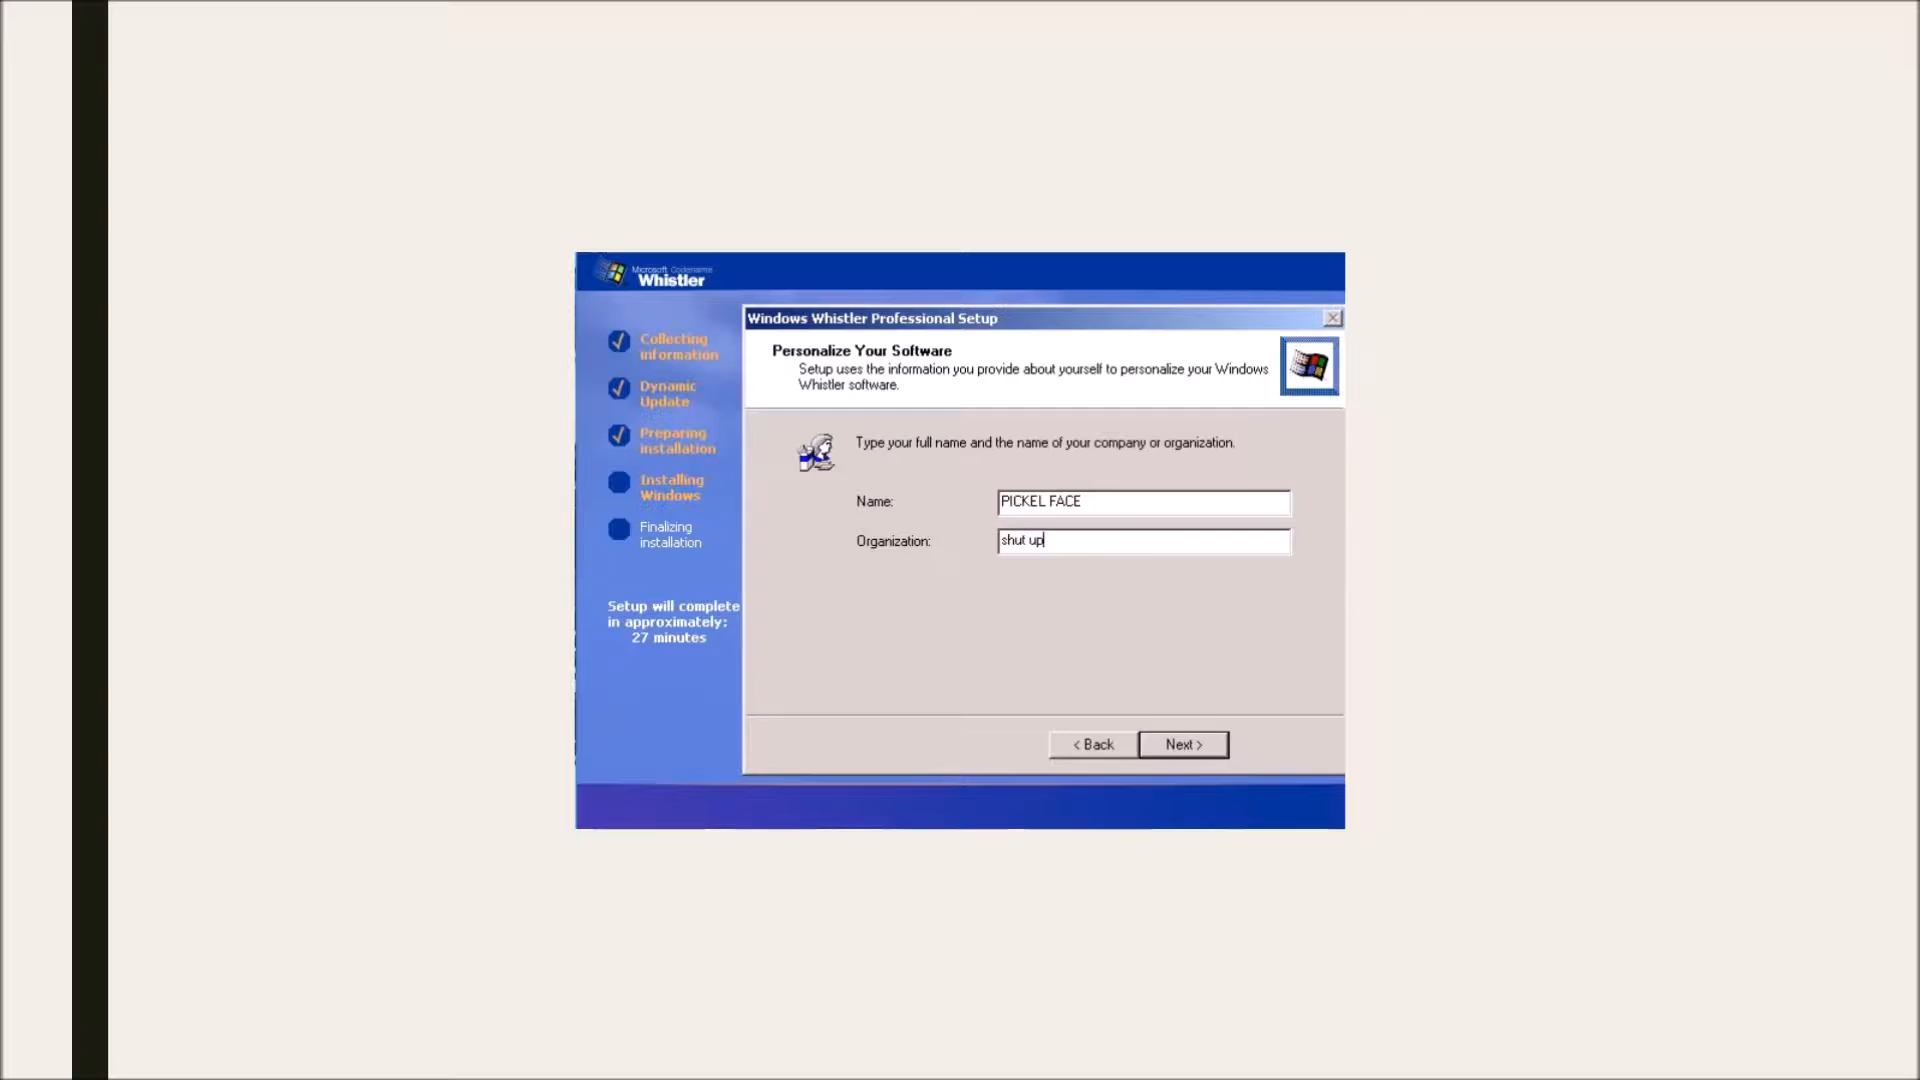 Microsoft Codename
Whistler
Windows Whistler Professional Setup
Collecting
information
Dynamic
Update
Preparing
installation
Installing
Windows
Finalizing
installation
Setup will complete
in approximately:
27 minutes
Personalize Your Software
Setup uses the information you provide about yourself to personalize your Windows
Whistler software.
Type your full name and the name of your company or organization.
Name: PICKEL FACE
Organization: shut up
< Back Next >